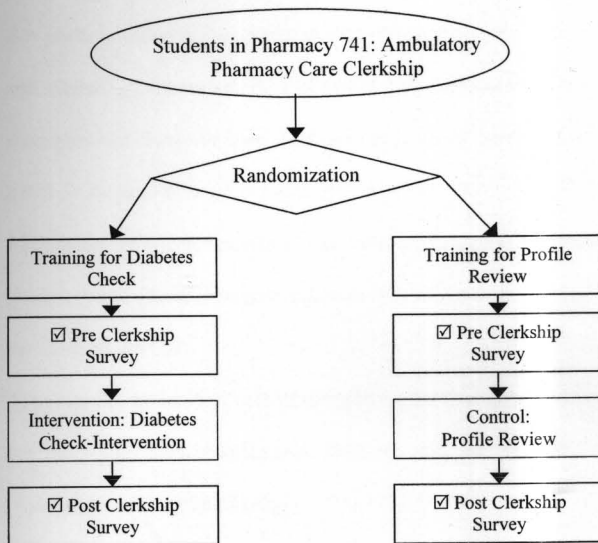 Students in Pharmacy 741: Ambulatory
Pharmacy Care Clerkship
Randomization
Training for Diabetes
Check
☑ Pre Clerkship
Survey
Intervention: Diabetes
Check-Intervention
☑ Post Clerkship
Survey
Training for Profile
Review
☑ Pre Clerkship
Survey
Control:
Profile Review
☑ Post Clerkship
Survey